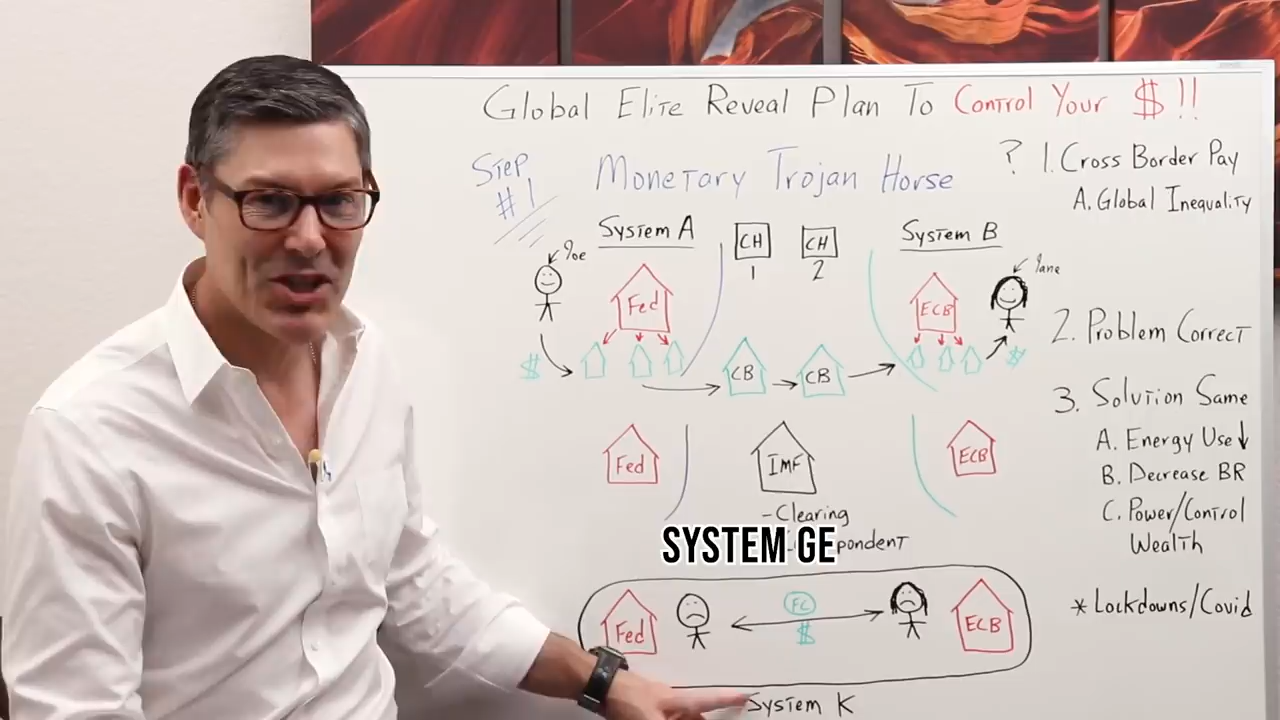 Global Elite Reveal Plan To Control Your $!!
Step
#1
Monetary Trojan Horse
? 1. Cross Border Pay
A. Global Inequality
System A
CH
1
CH
2
System B
Joe
Jane
Fed
ECB
$
CB
CB
$
2. Problem Correct
3. Solution Same
A. Energy Use↓
B. Decrease BR
C. Power/Control
Wealth
Fed
IMF
ECB
-Clearing
pondent
SYSTEM GE
*Lockdowns/Covid
Fed
FC
$
ECB
System K